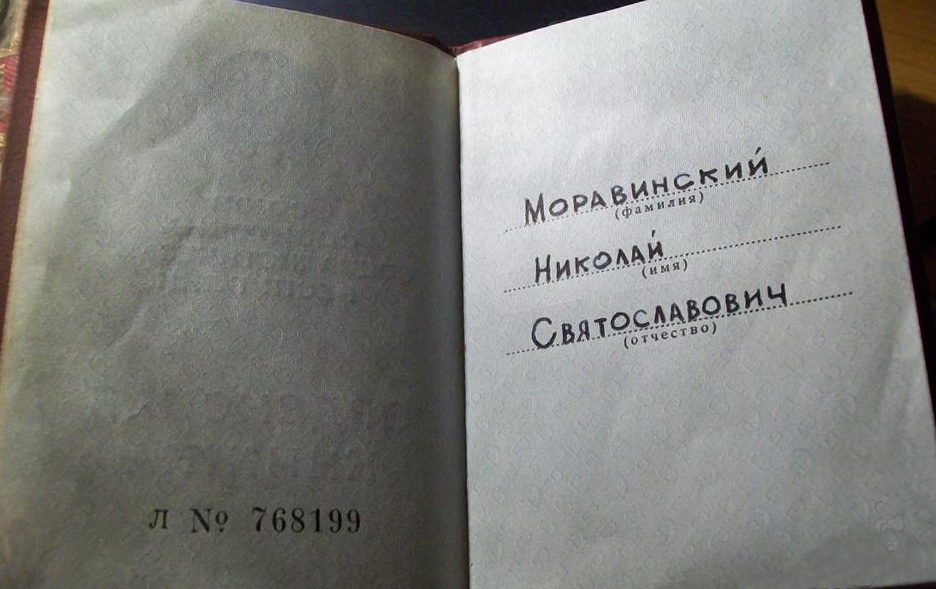 Л № 768199
Моравинский
(фамилия)
Николай
(имя)
Святославович
(отчество)